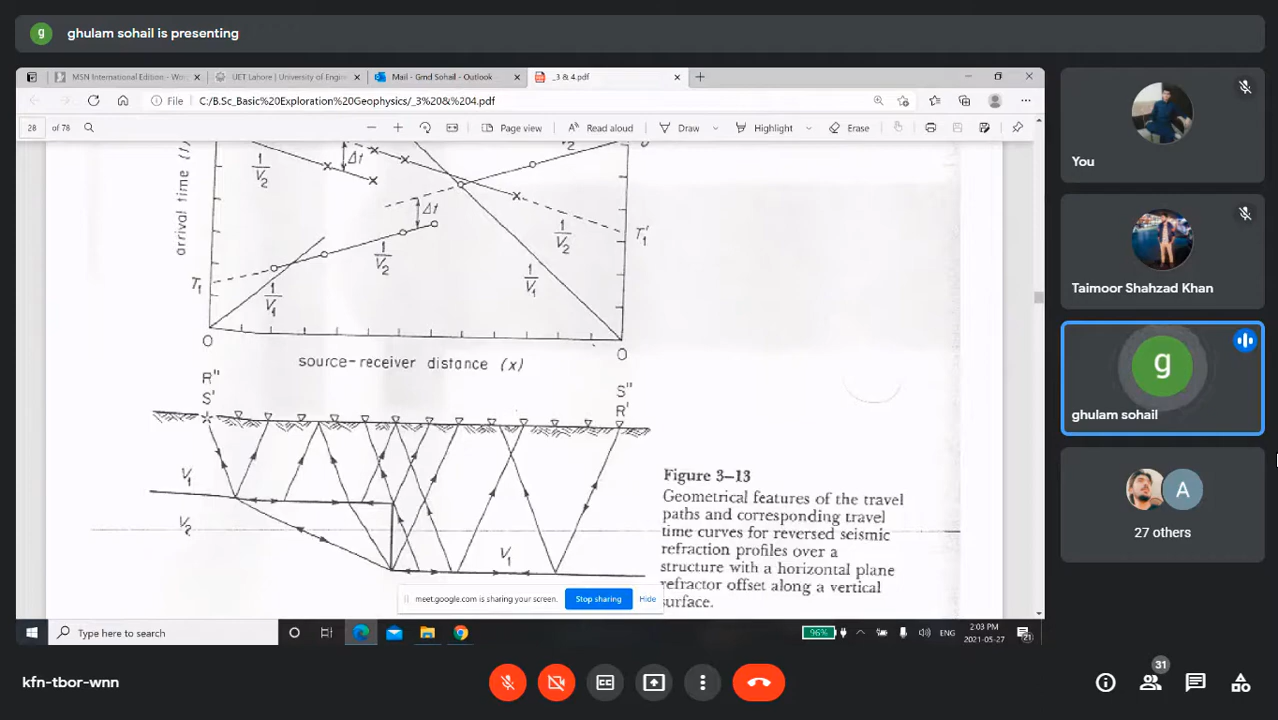 g ghulam sohail is presenting
MSN International Edition - Wo
UET Lahore | University of Engine
Mail - Gmd Sohail - Outlook
_3 & 4.pdf
File C:/B.Sc_Basic%20Exploration%20Geophysics/_3%20&%204.pdf
28 of 78
Page view
Read aloud
Draw
Highlight
Erase
arrival time
1/V2
Δt
Δt
T1'
1/V2
1/V2
T1
1/V1
1/V1
O
O
source-receiver distance (x)
R"
S'
S"
R'
V1
V2
V1
Figure 3–13
Geometrical features of the travel
paths and corresponding travel
time curves for reversed seismic
refraction profiles over a
structure with a horizontal plane
refractor offset along a vertical
surface.
meet.google.com is sharing your screen.
Stop sharing
Hide
Type here to search
96%
ENG
2:03 PM
2021-05-27
21
You
Taimoor Shahzad Khan
g
ghulam sohail
A
27 others
kfn-tbor-wnn
31